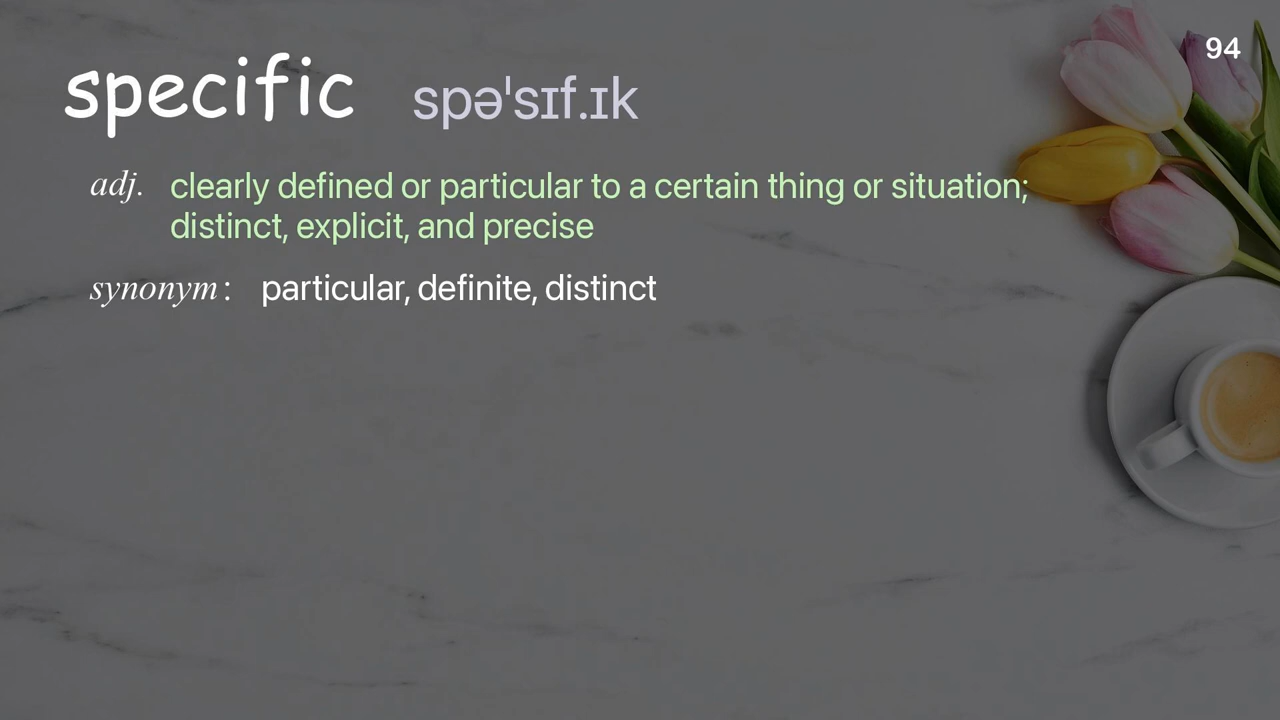 94
specific spəˈsɪf.ɪk
adj. clearly defined or particular to a certain thing or situation;
distinct, explicit, and precise
synonym : particular, definite, distinct